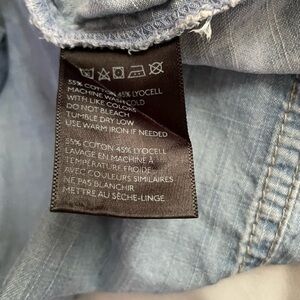 55% COTTON 45% LYOCELL
MACHINE WASH COLD
WITH LIKE COLORS
DO NOT BLEACH
TUMBLE DRY LOW
USE WARM IRON IF NEEDED
55% COTON 45% LYOCELL
LAVAGE EN MACHINE À
TEMPÉRATURE FROIDE
AVEC COULEURS SIMILAIRES
NE PAS BLANCHIR
METTRE AU SÈCHE-LINGE